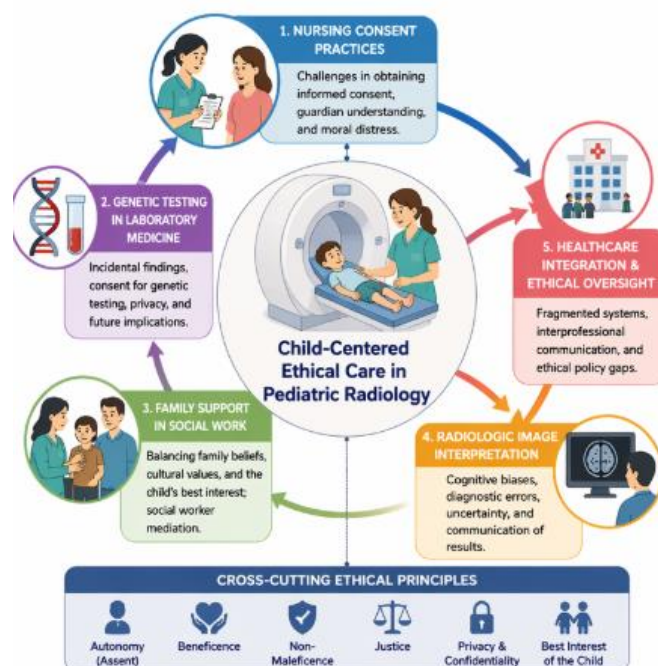 1. NURSING CONSENT
PRACTICES
Challenges in obtaining
informed consent,
guardian understanding,
and moral distress.
2. GENETIC TESTING
IN LABORATORY
MEDICINE
Incidental findings,
consent for genetic
testing, privacy, and
future implications.
5. HEALTHCARE
INTEGRATION &
ETHICAL OVERSIGHT
Fragmented systems,
interprofessional
communication, and
ethical policy gaps.
Child-Centered
Ethical Care in
Pediatric Radiology
3. FAMILY SUPPORT
IN SOCIAL WORK
Balancing family beliefs,
cultural values, and the
child's best interest;
social worker
mediation.
4. RADIOLOGIC IMAGE
INTERPRETATION
Cognitive biases,
diagnostic errors,
uncertainty, and
communication of
results.
CROSS-CUTTING ETHICAL PRINCIPLES
Autonomy
(Assent)
Beneficence
Non-
Maleficence
Justice
Privacy &
Confidentiality
Best Interest
of the Child